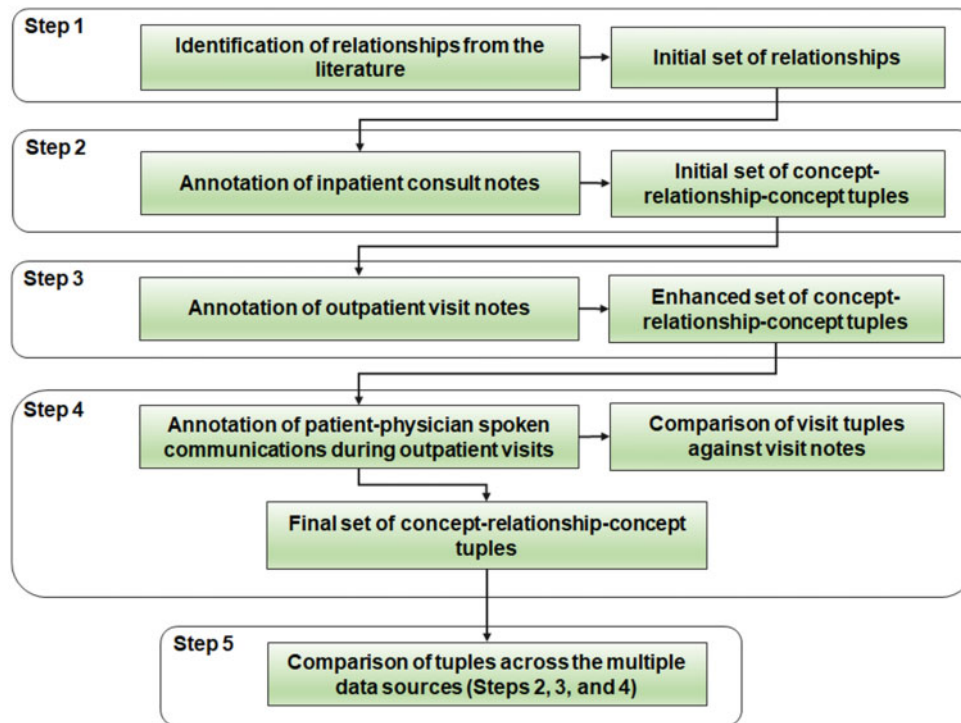 Step 1
Identification of relationships from the
literature
Initial set of relationships
Step 2
Annotation of inpatient consult notes
Initial set of concept-
relationship-concept tuples
Step 3
Annotation of outpatient visit notes
Enhanced set of concept-
relationship-concept tuples
Step 4
Annotation of patient-physician spoken
communications during outpatient visits
Comparison of visit tuples
against visit notes
Final set of concept-relationship-concept
tuples
Step 5
Comparison of tuples across the multiple
data sources (Steps 2, 3, and 4)